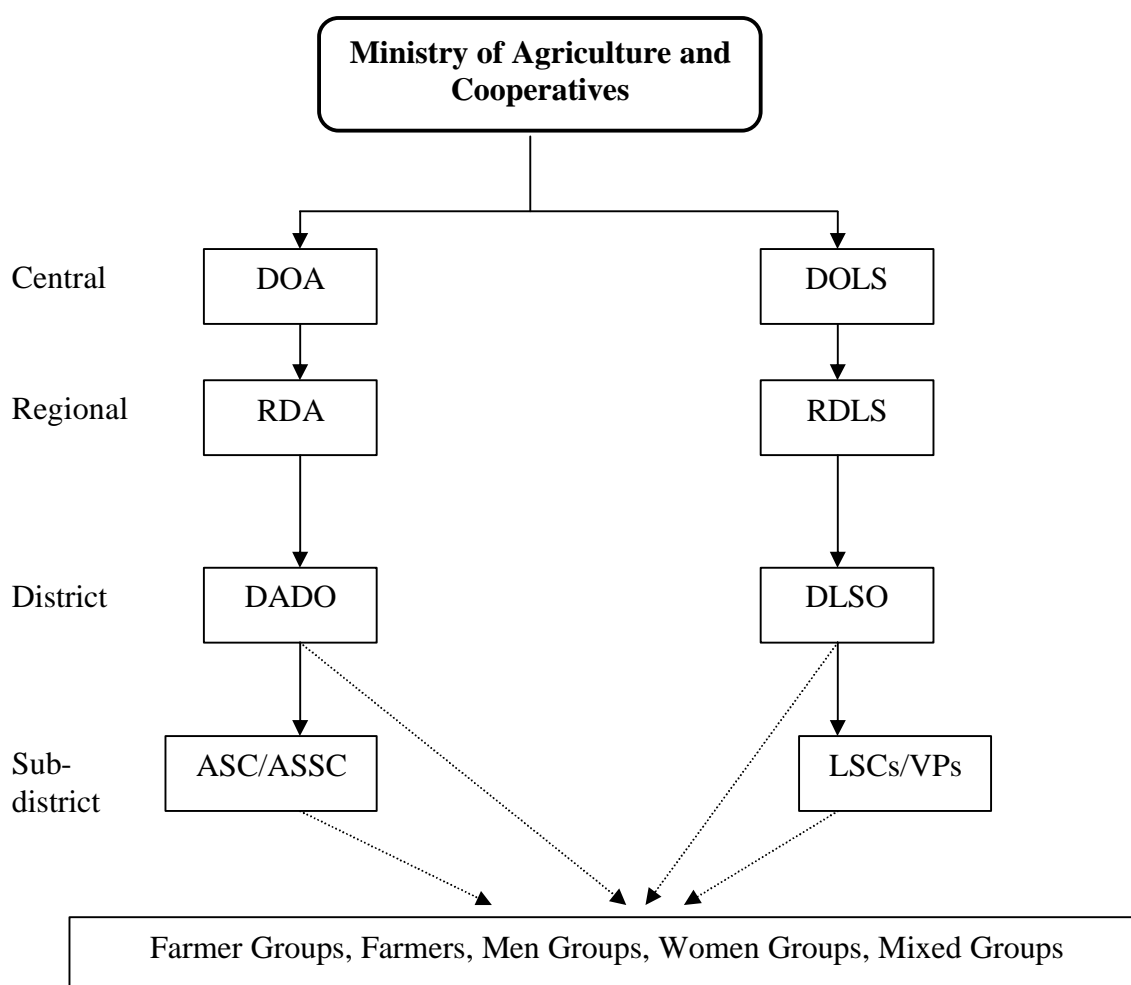 Ministry of Agriculture and
Cooperatives
Central
DOA
DOLS
Regional
RDA
RDLS
District
DADO
DLSO
Sub-
district
ASC/ASSC
LSCs/VPs
Farmer Groups, Farmers, Men Groups, Women Groups, Mixed Groups